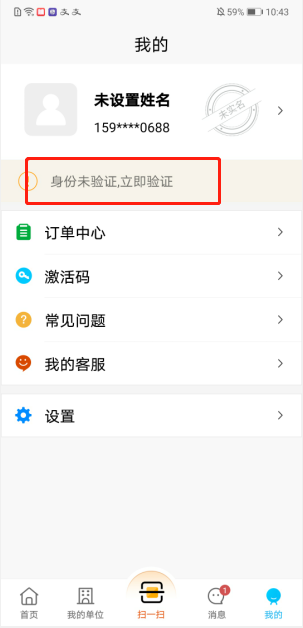 59% 10:43
我的
未设置姓名
未实名
159****0688
身份未验证,立即验证
订单中心
激活码
常见问题
我的客服
设置
1
首页
我的单位
扫一扫
消息
我的